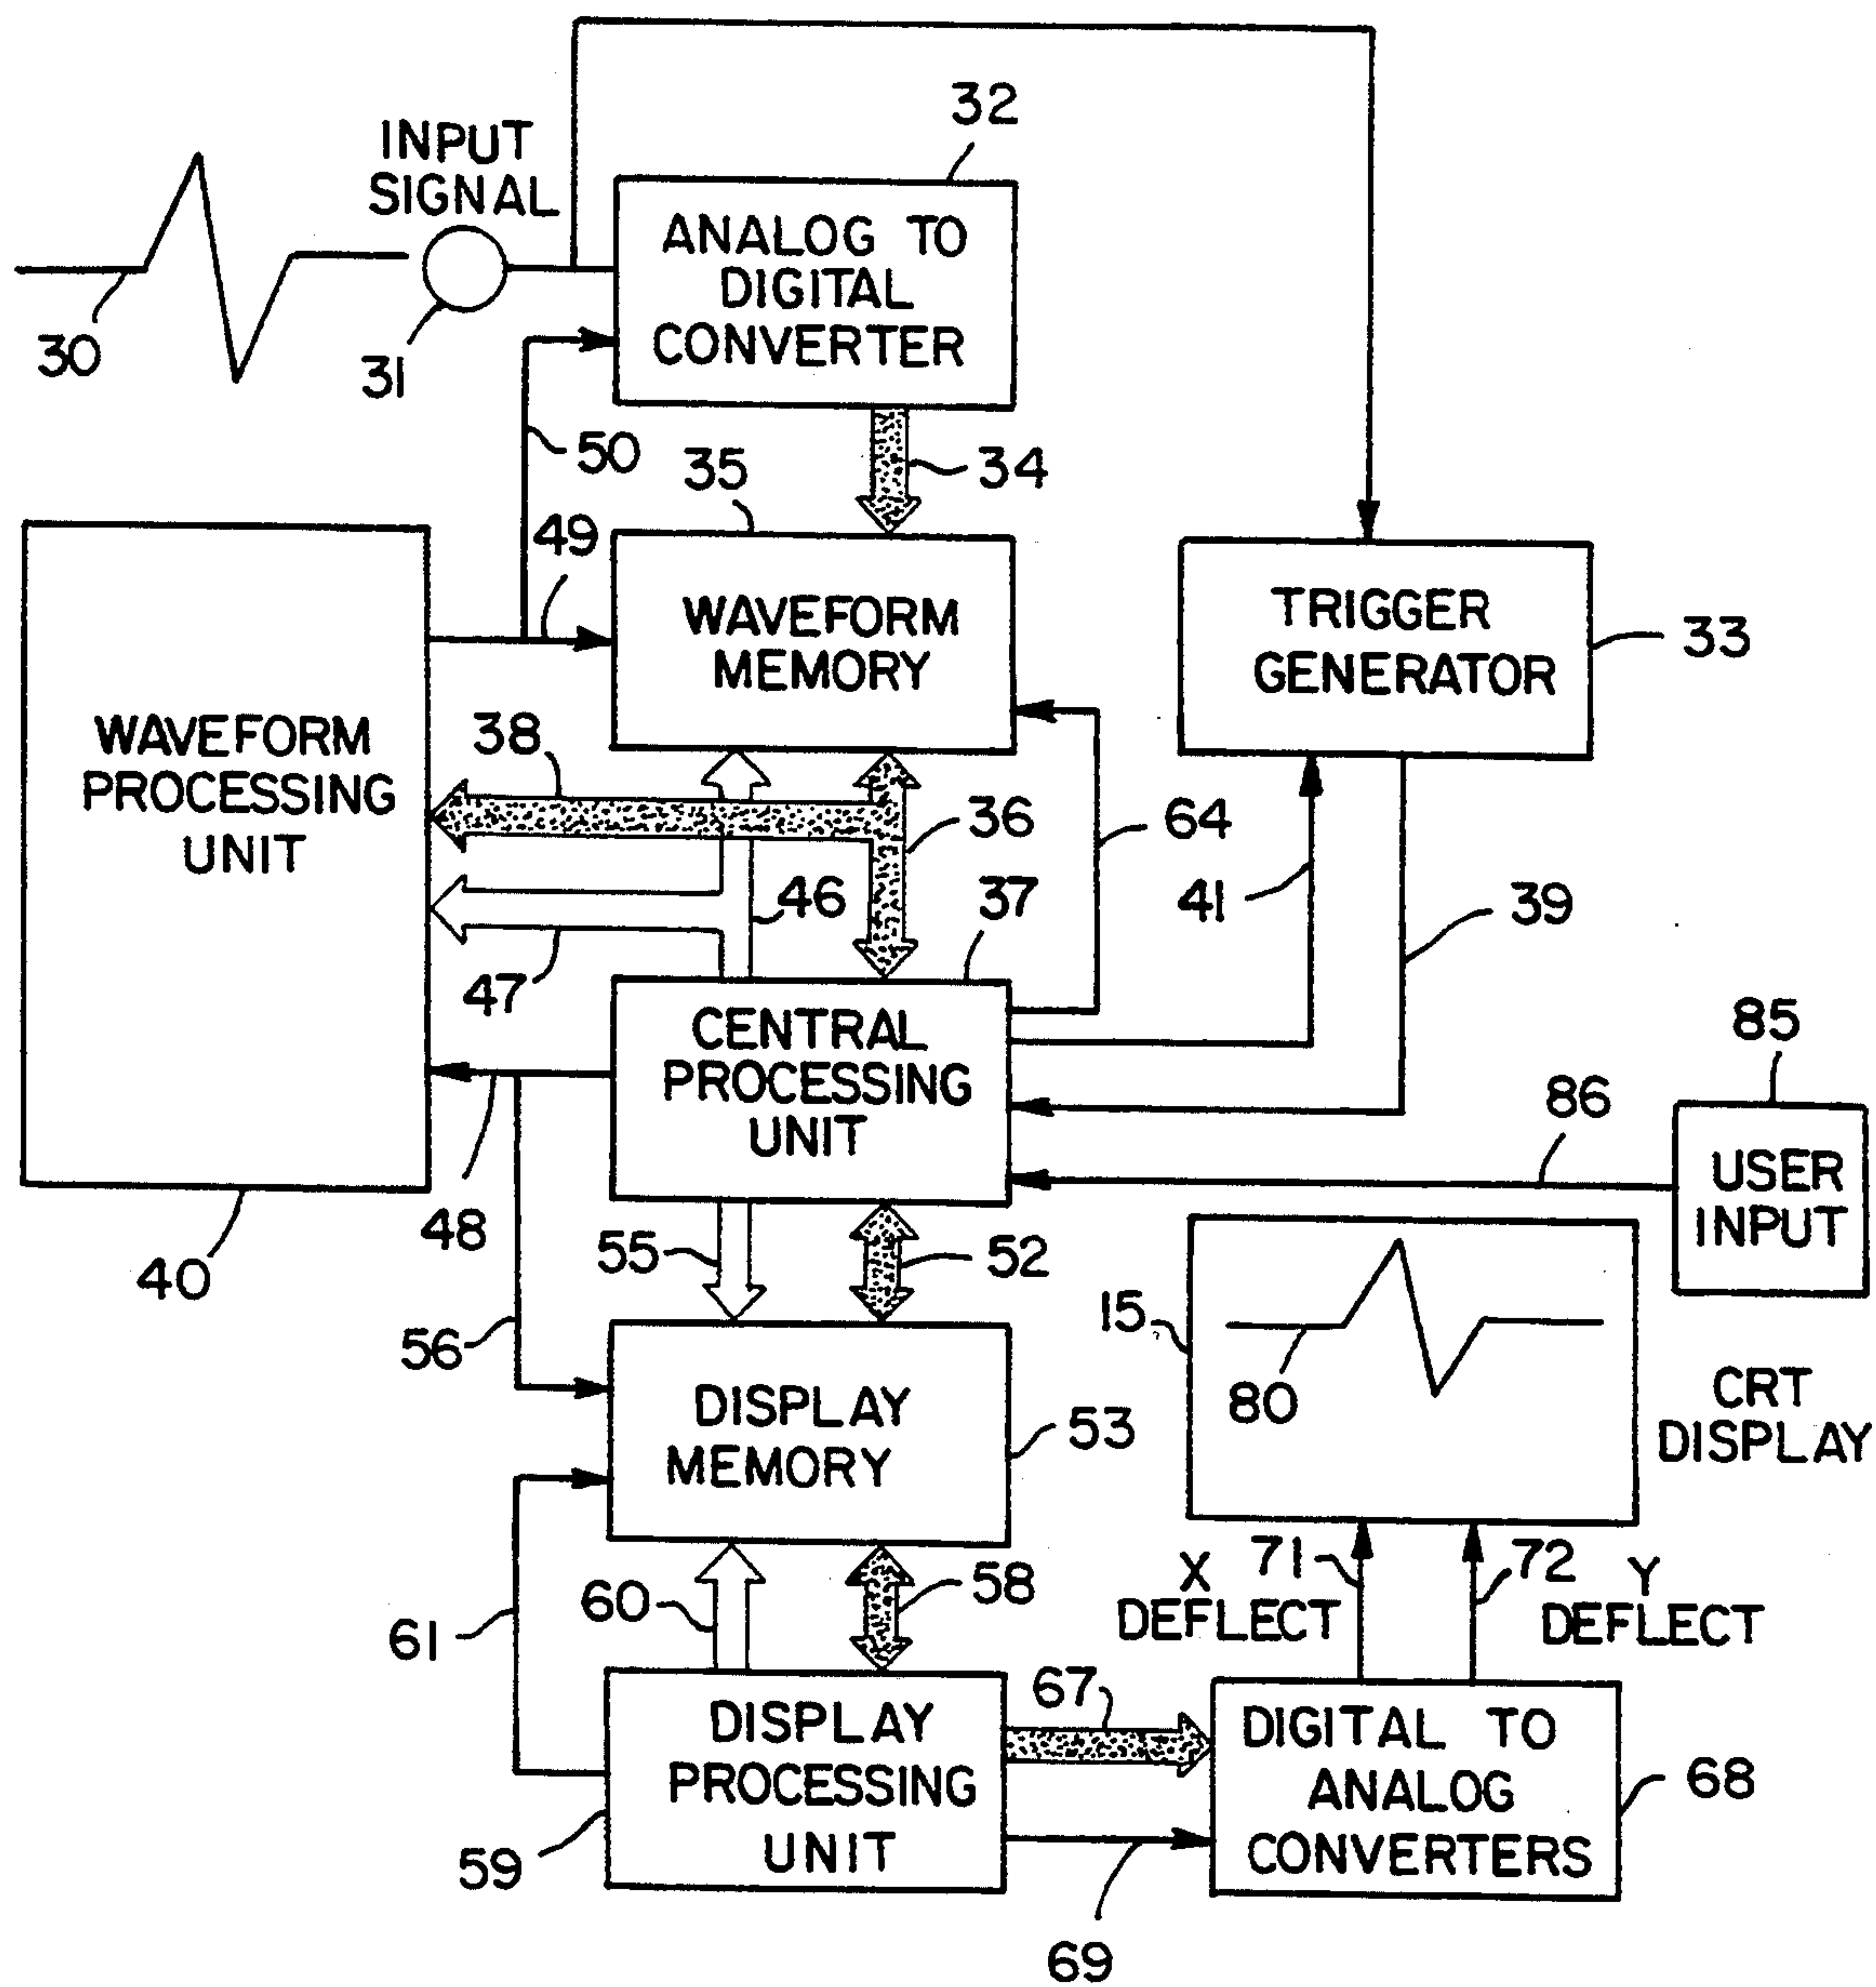 32
INPUT
SIGNAL
ANALOG TO
DIGITAL
CONVERTER
30
31
50
35
34
49
WAVEFORM
MEMORY
TRIGGER
GENERATOR
33
WAVEFORM
PROCESSING
UNIT
38
36
64
46
37
41
39
47
CENTRAL
PROCESSING
UNIT
85
86
USER
INPUT
48
40
55
52
15
80
CRT
DISPLAY
56
DISPLAY
MEMORY
53
61
60
58
X
DEFLECT
71
72
Y
DEFLECT
67
DISPLAY
PROCESSING
UNIT
DIGITAL TO
ANALOG
CONVERTERS
68
59
69